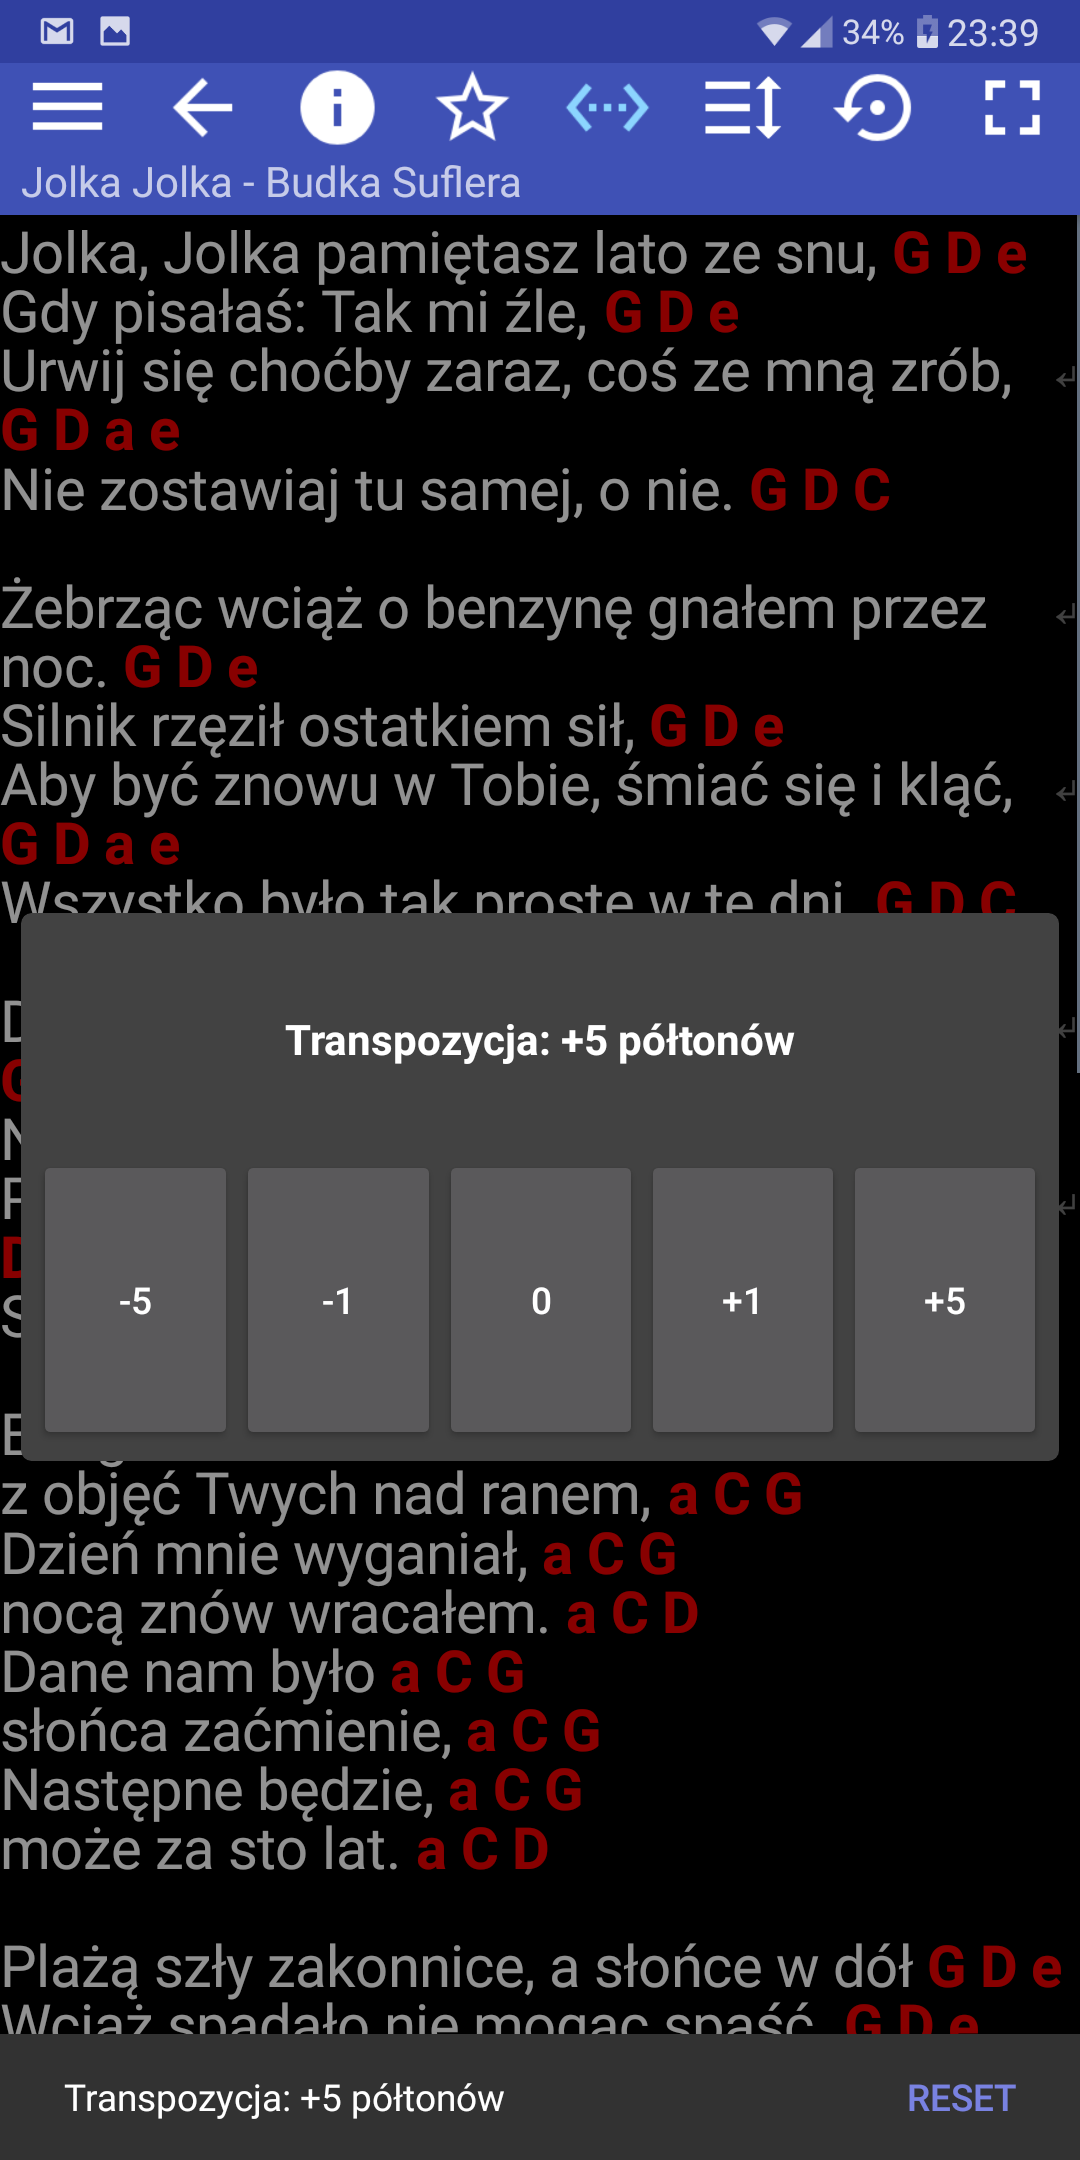 34% 23:39
Jolka Jolka - Budka Suflera
Jolka, Jolka pamiętasz lato ze snu, G D e
Gdy pisałaś: Tak mi źle, G D e
Urwij się choćby zaraz, coś ze mną zrób,
G D a e
Nie zostawiaj tu samej, o nie. G D C
Żebrząc wciąż o benzynę gnałem przez
noc. G D e
Silnik rzęził ostatkiem sił, G D e
Aby być znowu w Tobie, śmiać się i kląć,
G D a e
Wszystko było tak proste w te dni. G D C
Transpozycja: +5 półtonów
-5 -1 0 +1 +5
z objęć Twych nad ranem, a C G
Dzień mnie wyganiał, a C G
nocą znów wracałem. a C D
Dane nam było a C G
słońca zaćmienie, a C G
Następne będzie, a C G
może za sto lat. a C D
Plażą szły zakonnice, a słońce w dół G D e
Wciąż spadało nie mogąc spaść. G D e
Transpozycja: +5 półtonów RESET